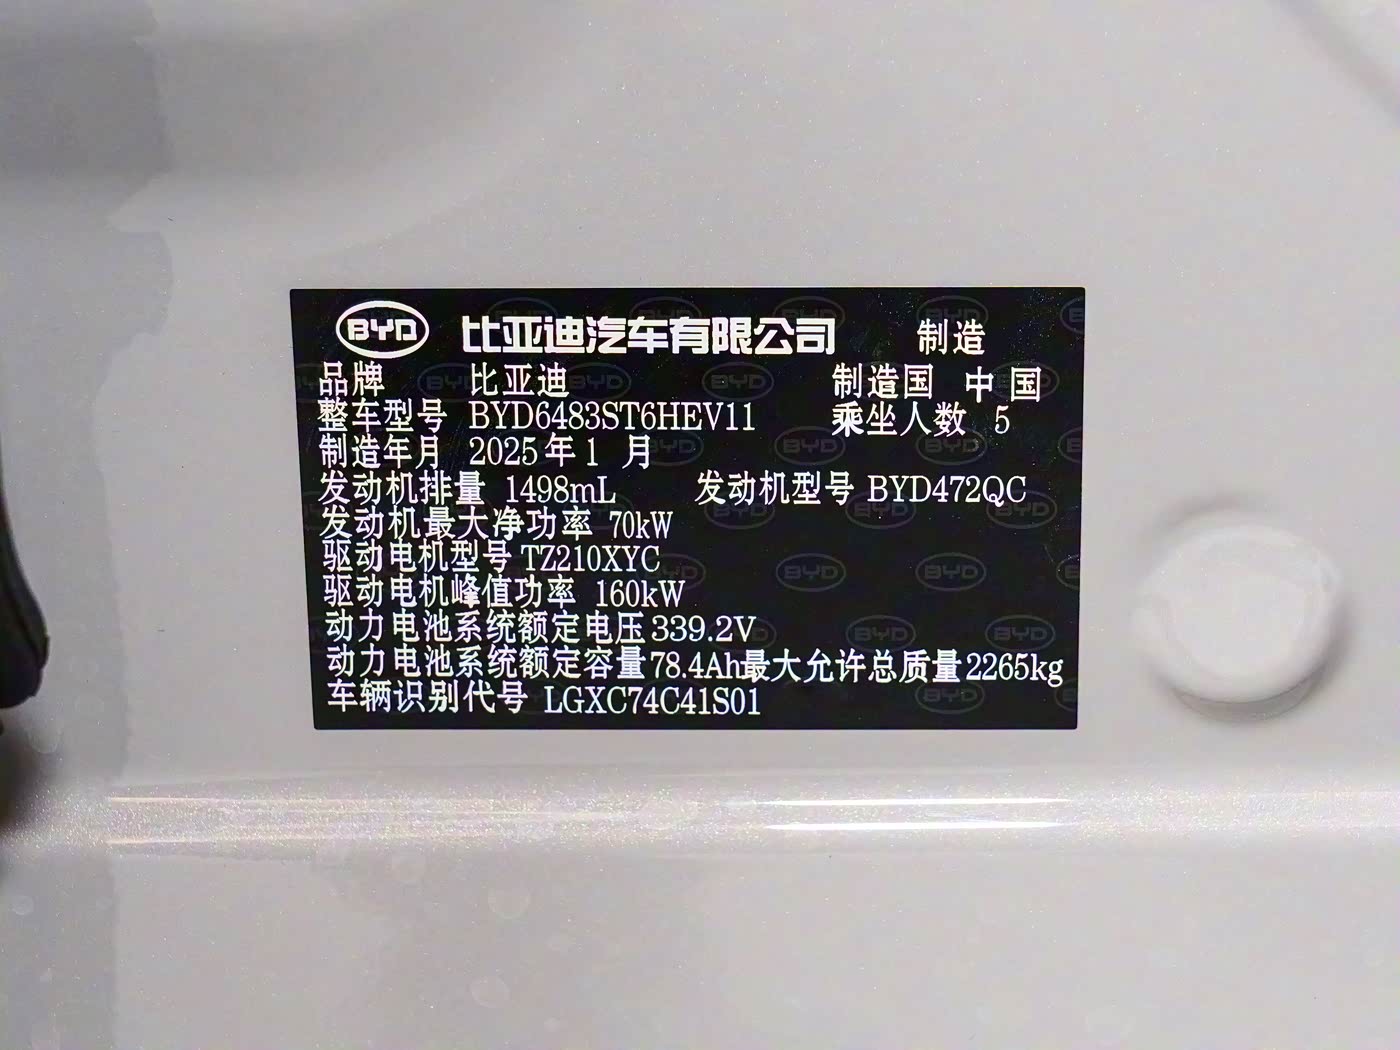 BYD 比亚迪汽车有限公司 制造
品牌 比亚迪 制造国 中国
整车型号 BYD6483ST6HEV11 乘坐人数 5
制造年月 2025年1月
发动机排量 1498mL 发动机型号 BYD472QC
发动机最大净功率 70kW
驱动电机型号 TZ210XYC
驱动电机峰值功率 160kW
动力电池系统额定电压 339.2V
动力电池系统额定容量 78.4Ah 最大允许总质量 2265kg
车辆识别代号 LGXC74C41S01